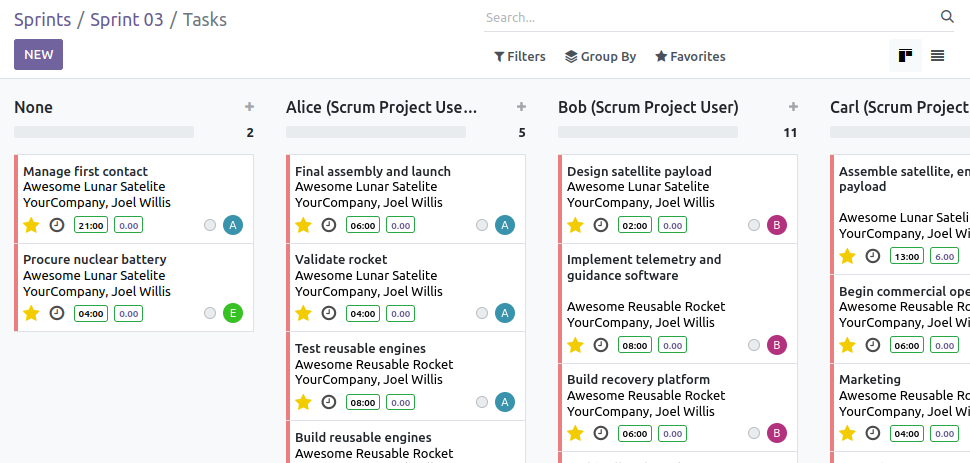 Sprints / Sprint 03 / Tasks
Search...
NEW
Filters
Group By
Favorites
None
2
Manage first contact
Awesome Lunar Satelite
YourCompany, Joel Willis
21:00 0.00 A
Procure nuclear battery
Awesome Lunar Satelite
YourCompany, Joel Willis
04:00 0.00 E
Alice (Scrum Project Use...
5
Final assembly and launch
Awesome Lunar Satelite
YourCompany, Joel Willis
06:00 0.00 A
Validate rocket
Awesome Lunar Satelite
YourCompany, Joel Willis
04:00 0.00 A
Test reusable engines
Awesome Reusable Rocket
YourCompany, Joel Willis
08:00 0.00 A
Build reusable engines
Bob (Scrum Project User)
11
Design satellite payload
Awesome Lunar Satelite
YourCompany, Joel Willis
02:00 0.00 B
Implement telemetry and
guidance software
Awesome Reusable Rocket
YourCompany, Joel Willis
08:00 0.00 B
Build recovery platform
Awesome Reusable Rocket
YourCompany, Joel Willis
06:00 0.00 B
Carl (Scrum Project
Assemble satellite, en
payload
Awesome Lunar Sateli
YourCompany, Joel Wi
13:00 6.00
Begin commercial ope
Awesome Reusable Ro
YourCompany, Joel Wi
06:00 0.00
Marketing
Awesome Reusable Ro
YourCompany, Joel Wi
04:00 0.00